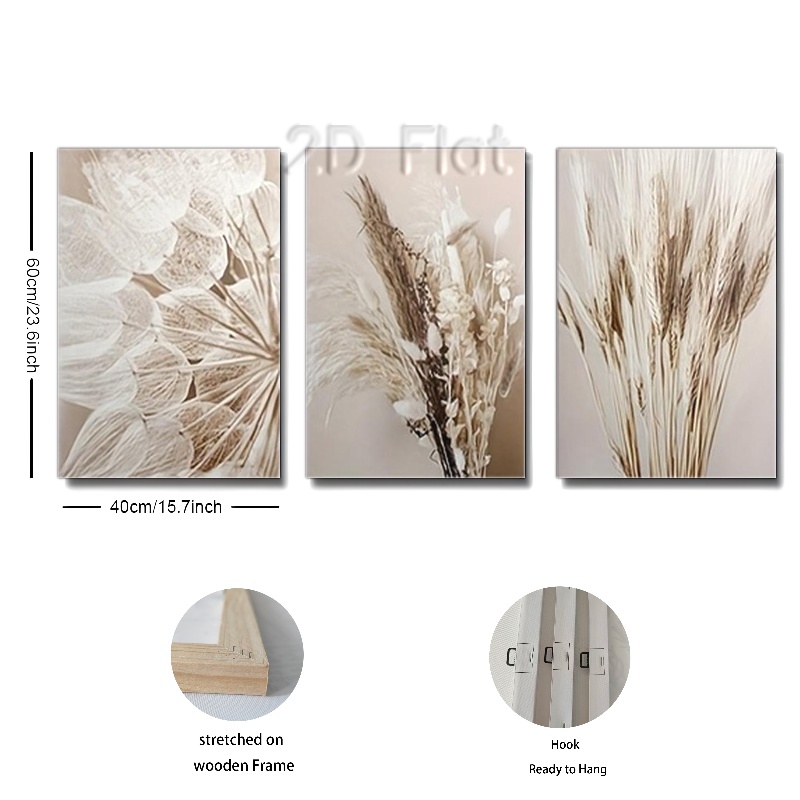 2D Flat
60cm/23.6inch
40cm/15.7inch
stretched on
wooden Frame
Hook
Ready to Hang